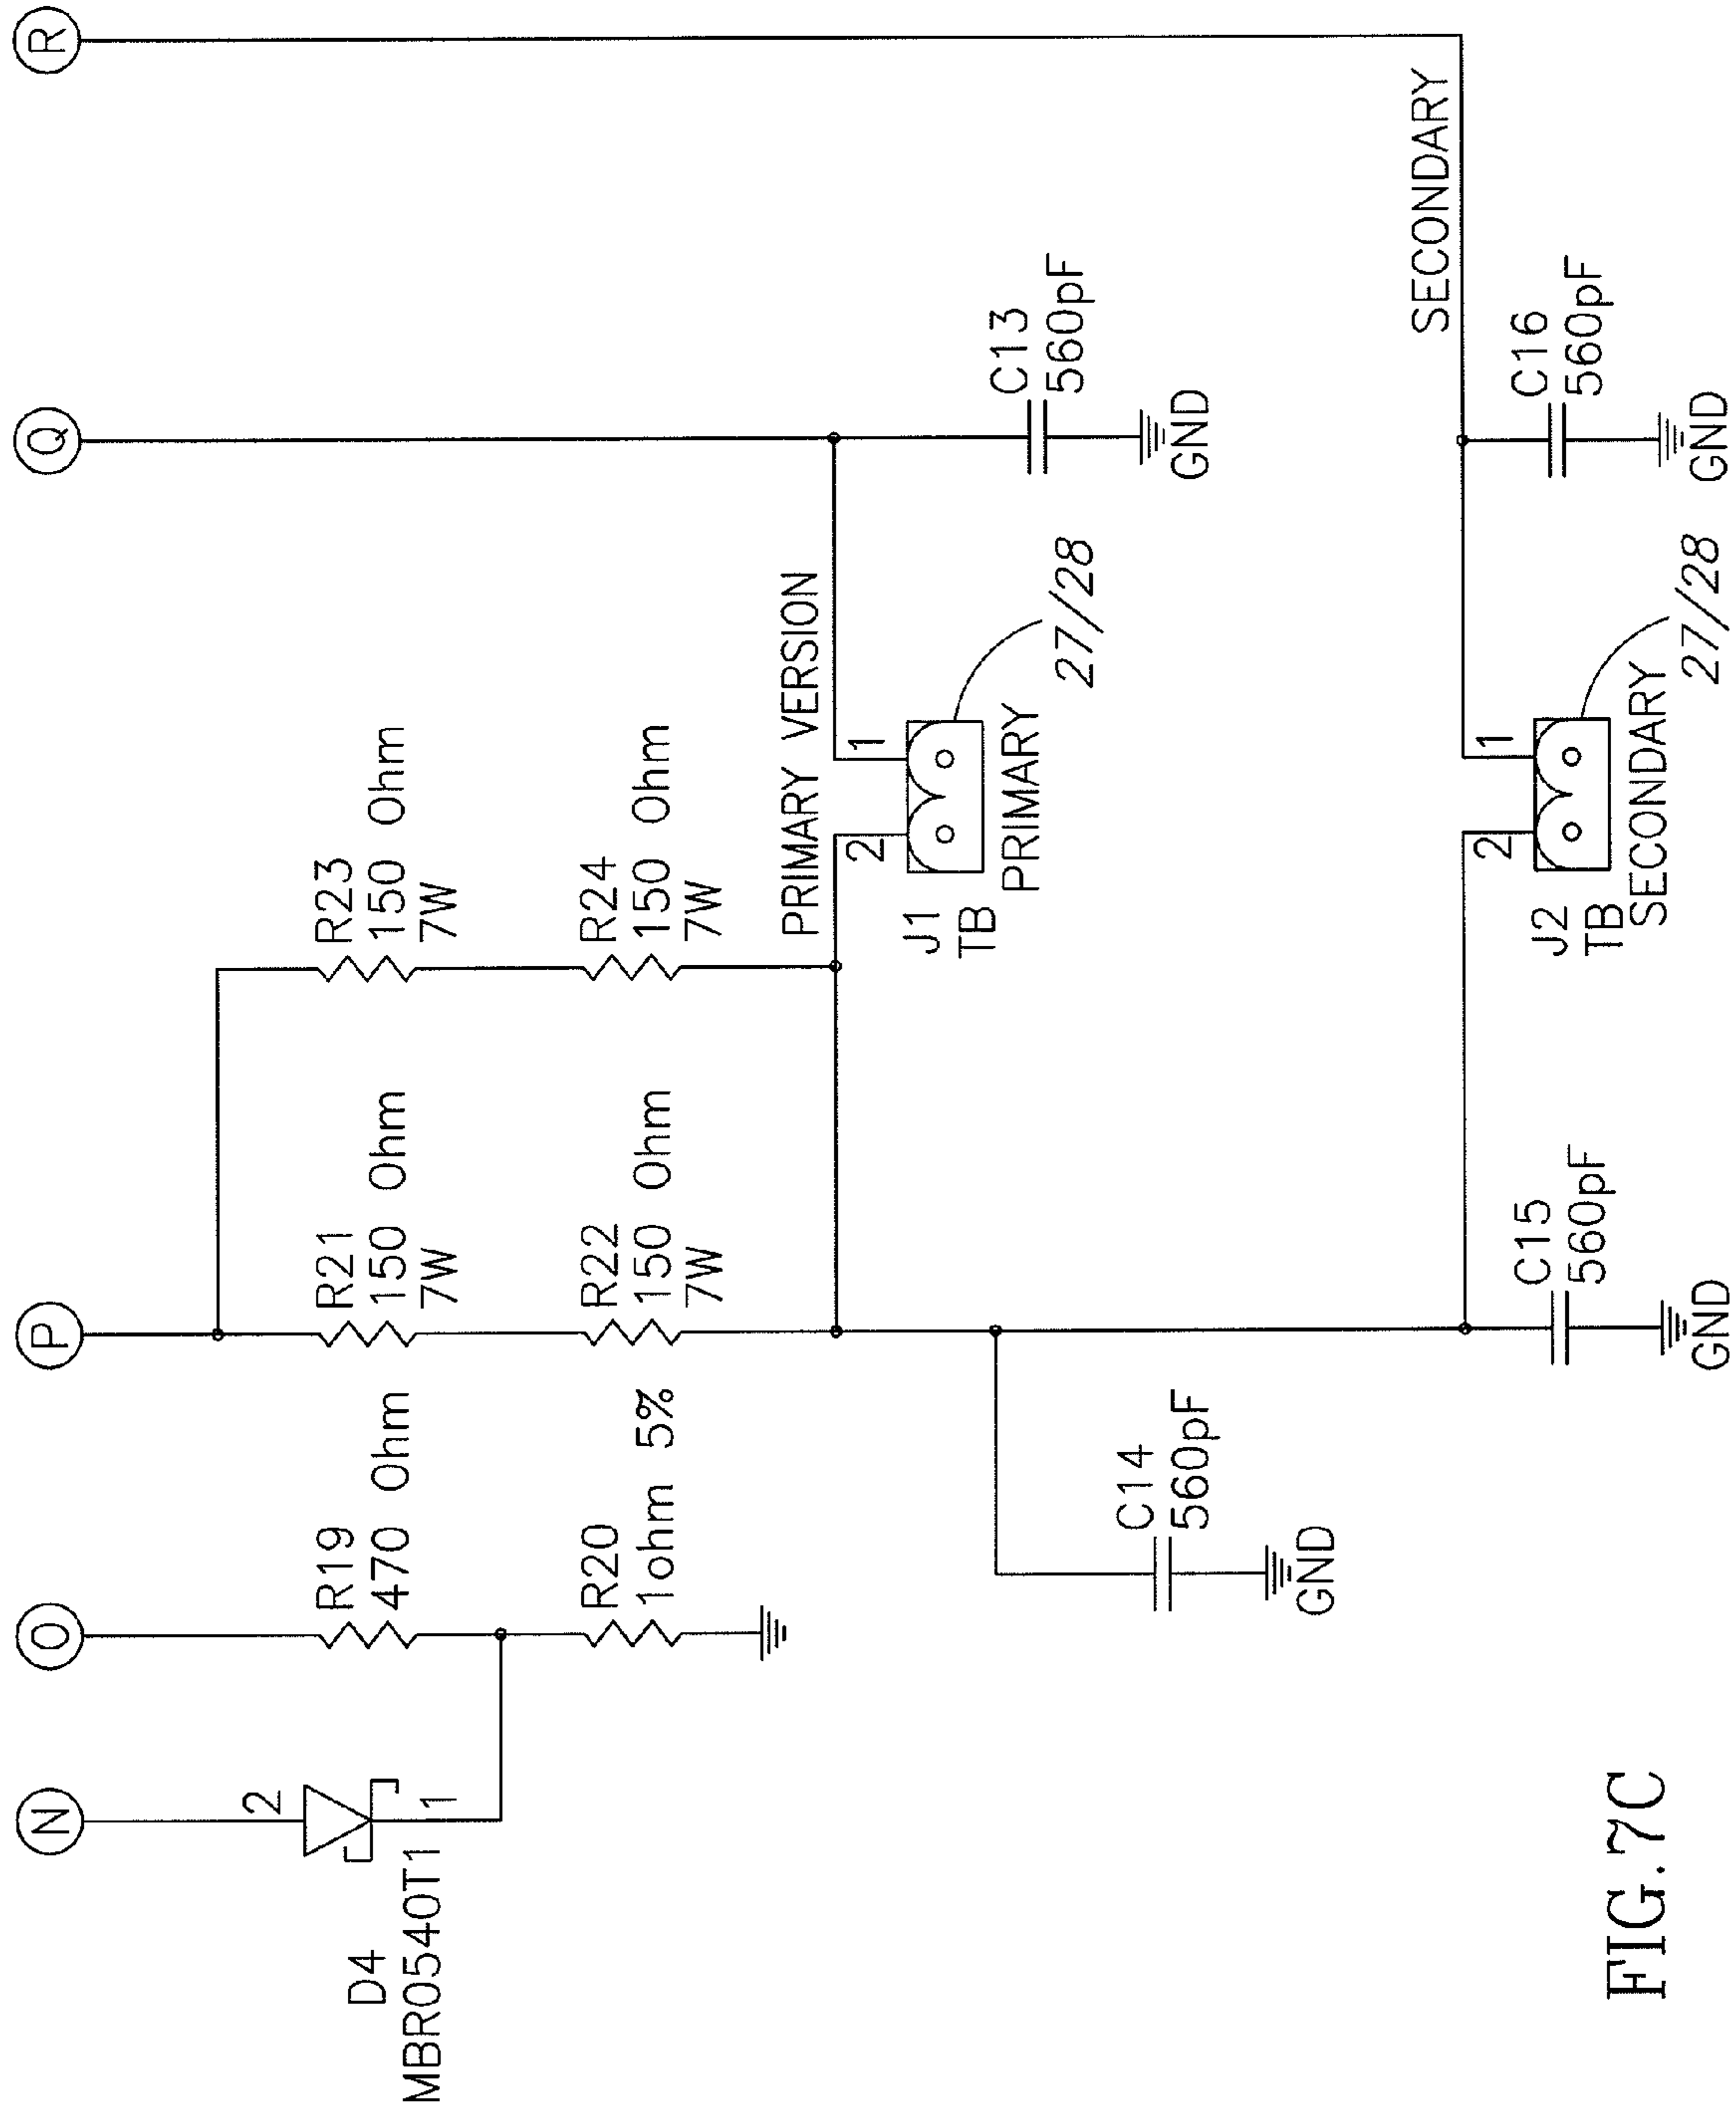 N
O
P
Q
R
D4
MBR0540T1
2
1
R19
470 Ohm
R20
1ohm 5%
R21
150 Ohm
7W
R22
150 Ohm
7W
R23
150 Ohm
7W
R24
150 Ohm
7W
PRIMARY VERSION
2
1
J1
TB
PRIMARY
27/28
C13
560pF
GND
C14
560pF
GND
SECONDARY
2
1
J2
TB
SECONDARY
27/28
C15
560pF
GND
C16
560pF
GND
FIG.7C